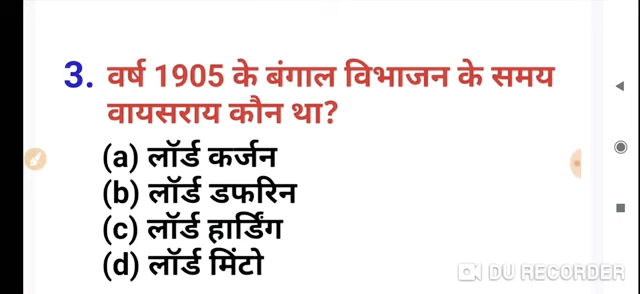 3. वर्ष 1905 के बंगाल विभाजन के समय
वायसराय कौन था?
(a) लॉर्ड कर्जन
(b) लॉर्ड डफरिन
(c) लॉर्ड हार्डिंग
(d) लॉर्ड मिंटो
DU RECORDER